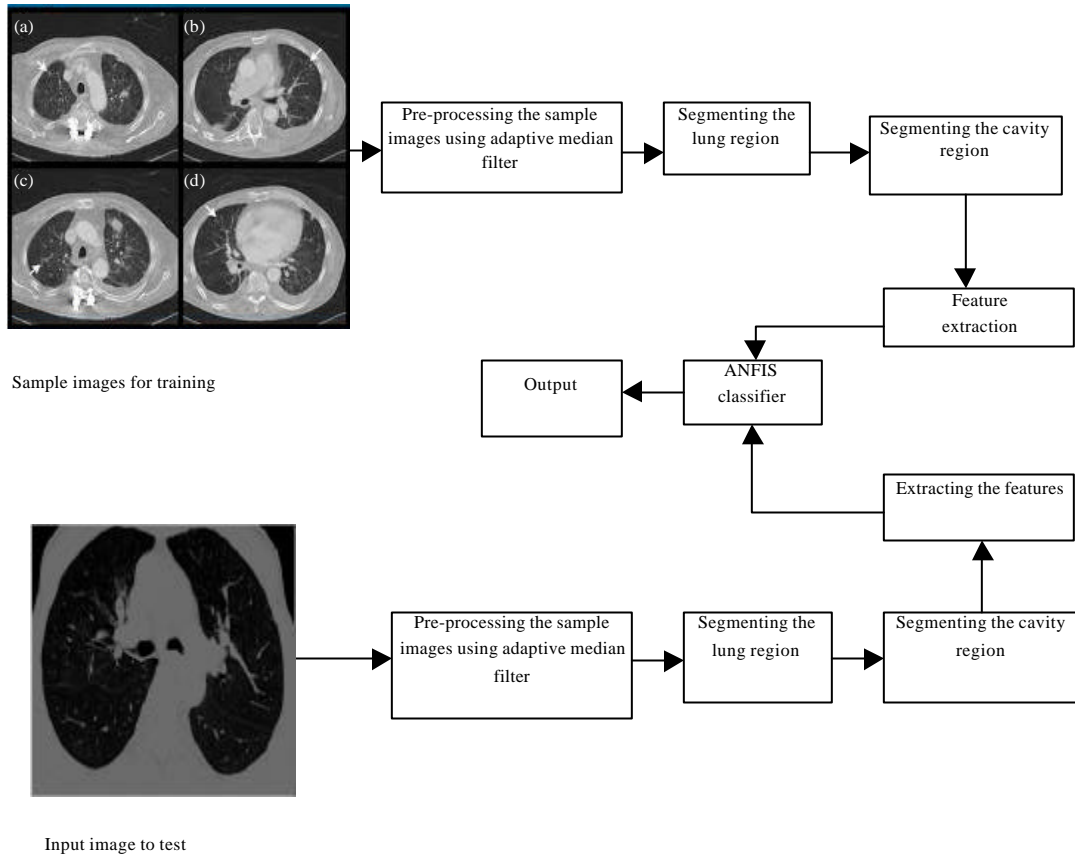 (a)
(b)
(c)
(d)
Sample images for training
Pre-processing the sample
images using adaptive median
filter
Segmenting the
lung region
Segmenting the cavity
region
Feature
extraction
ANFIS
classifier
Output
Extracting the features
Pre-processing the sample
images using adaptive median
filter
Segmenting the
lung region
Segmenting the cavity
region
Input image to test